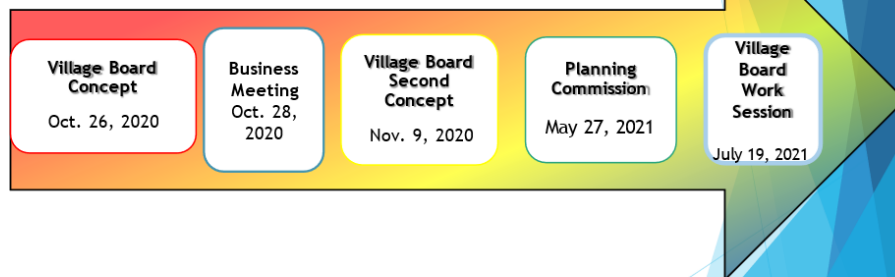 Village Board
Concept
Oct. 26, 2020
Business
Meeting
Oct. 28,
2020
Village Board
Second
Concept
Nov. 9, 2020
Planning
Commission
May 27, 2021
Village
Board
Work
Session
July 19, 2021